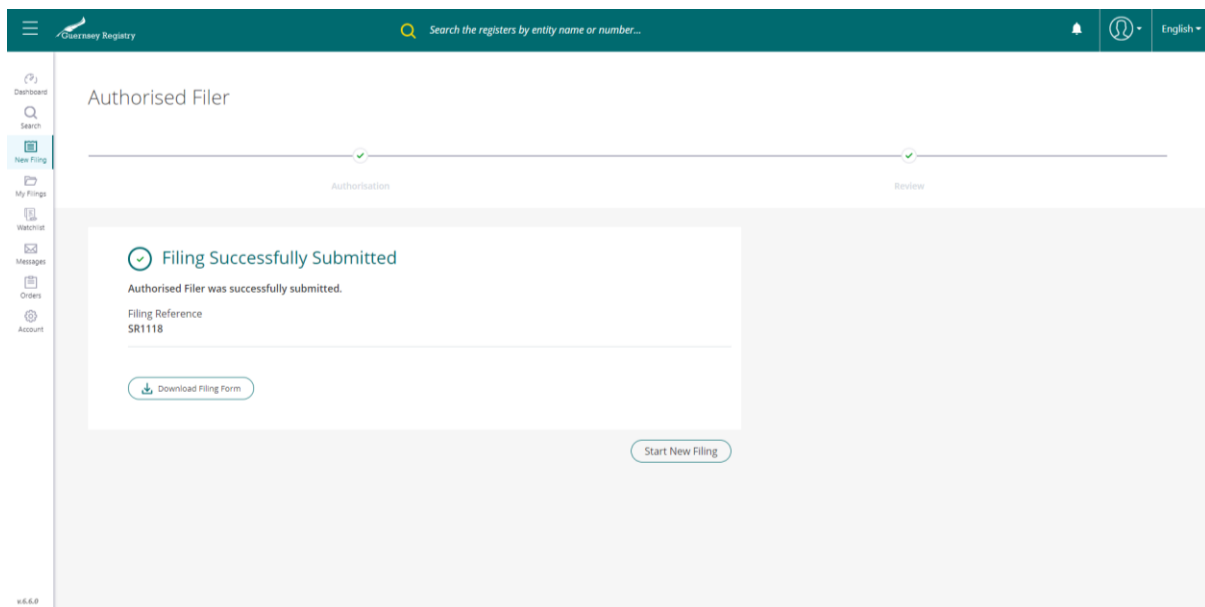 Guernsey Registry
Search the registers by entity name or number...
English
Dashboard
Search
New Filing
My Filings
Watchlist
Messages
Orders
Account
v.6.6.0
Authorised Filer
Authorisation
Review
Filing Successfully Submitted
Authorised Filer was successfully submitted.
Filing Reference
SR1118
Download Filing Form
Start New Filing